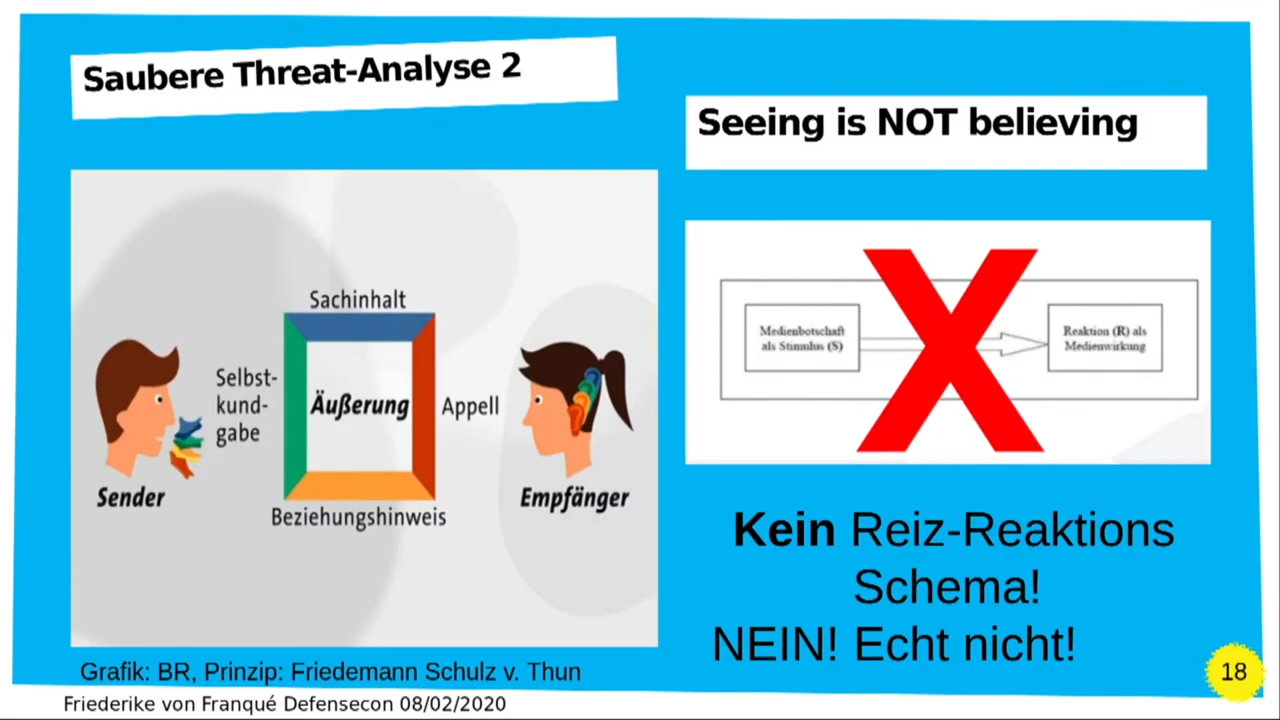 Saubere Threat-Analyse 2
Seeing is NOT believing
Sachinhalt
Selbst-
kund-
gabe
Äußerung
Appell
Sender
Empfänger
Beziehungshinweis
Grafik: BR, Prinzip: Friedemann Schulz v. Thun
Medienbotschaft
als Stimulus (S)
Reaktion (R) als
Medienwirkung
X
Kein Reiz-Reaktions
Schema!
NEIN! Echt nicht!
18
Friederike von Franqué Defensecon 08/02/2020